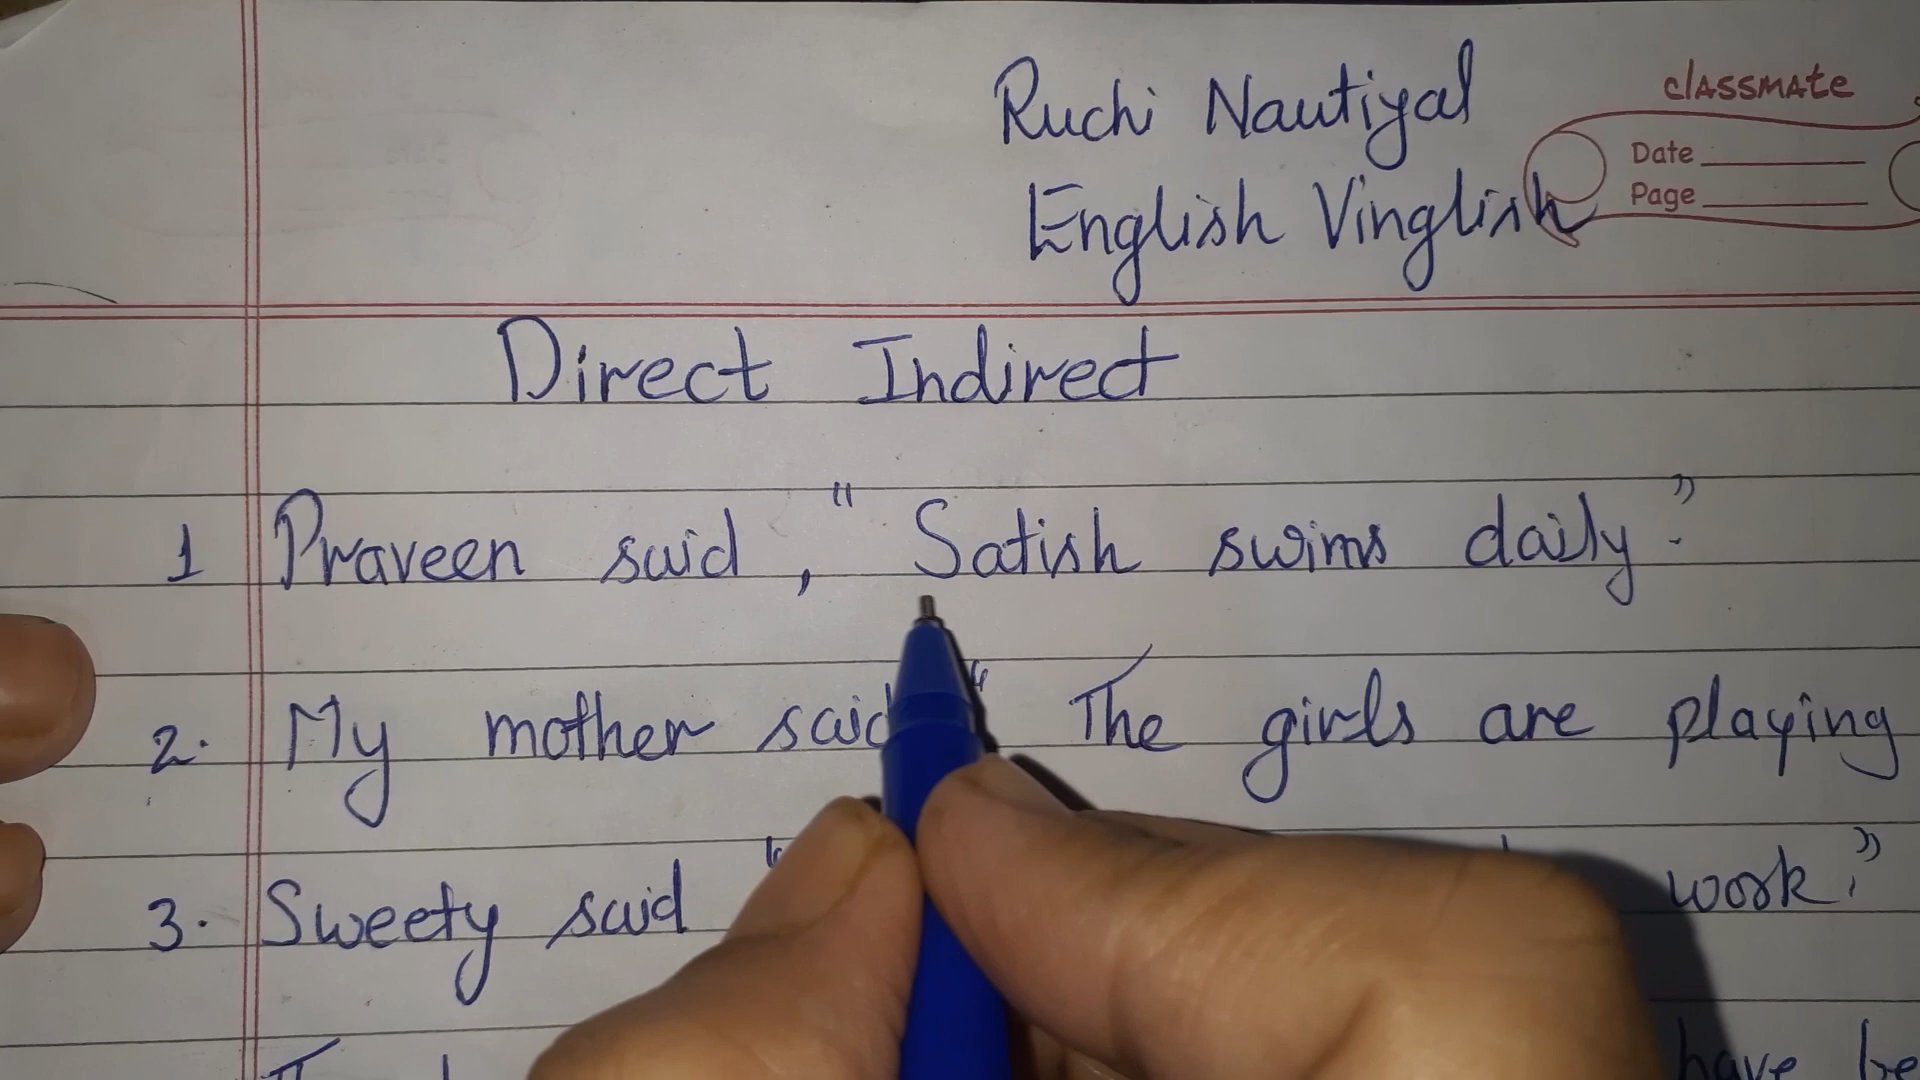 Ruchi Nautiyal
classmate
Date
Page
English Vinglish
Direct Indirect
1 Praveen said, " Satish swims daily."
2. My mother said " The girls are playing
3. Sweety said " work."
have be